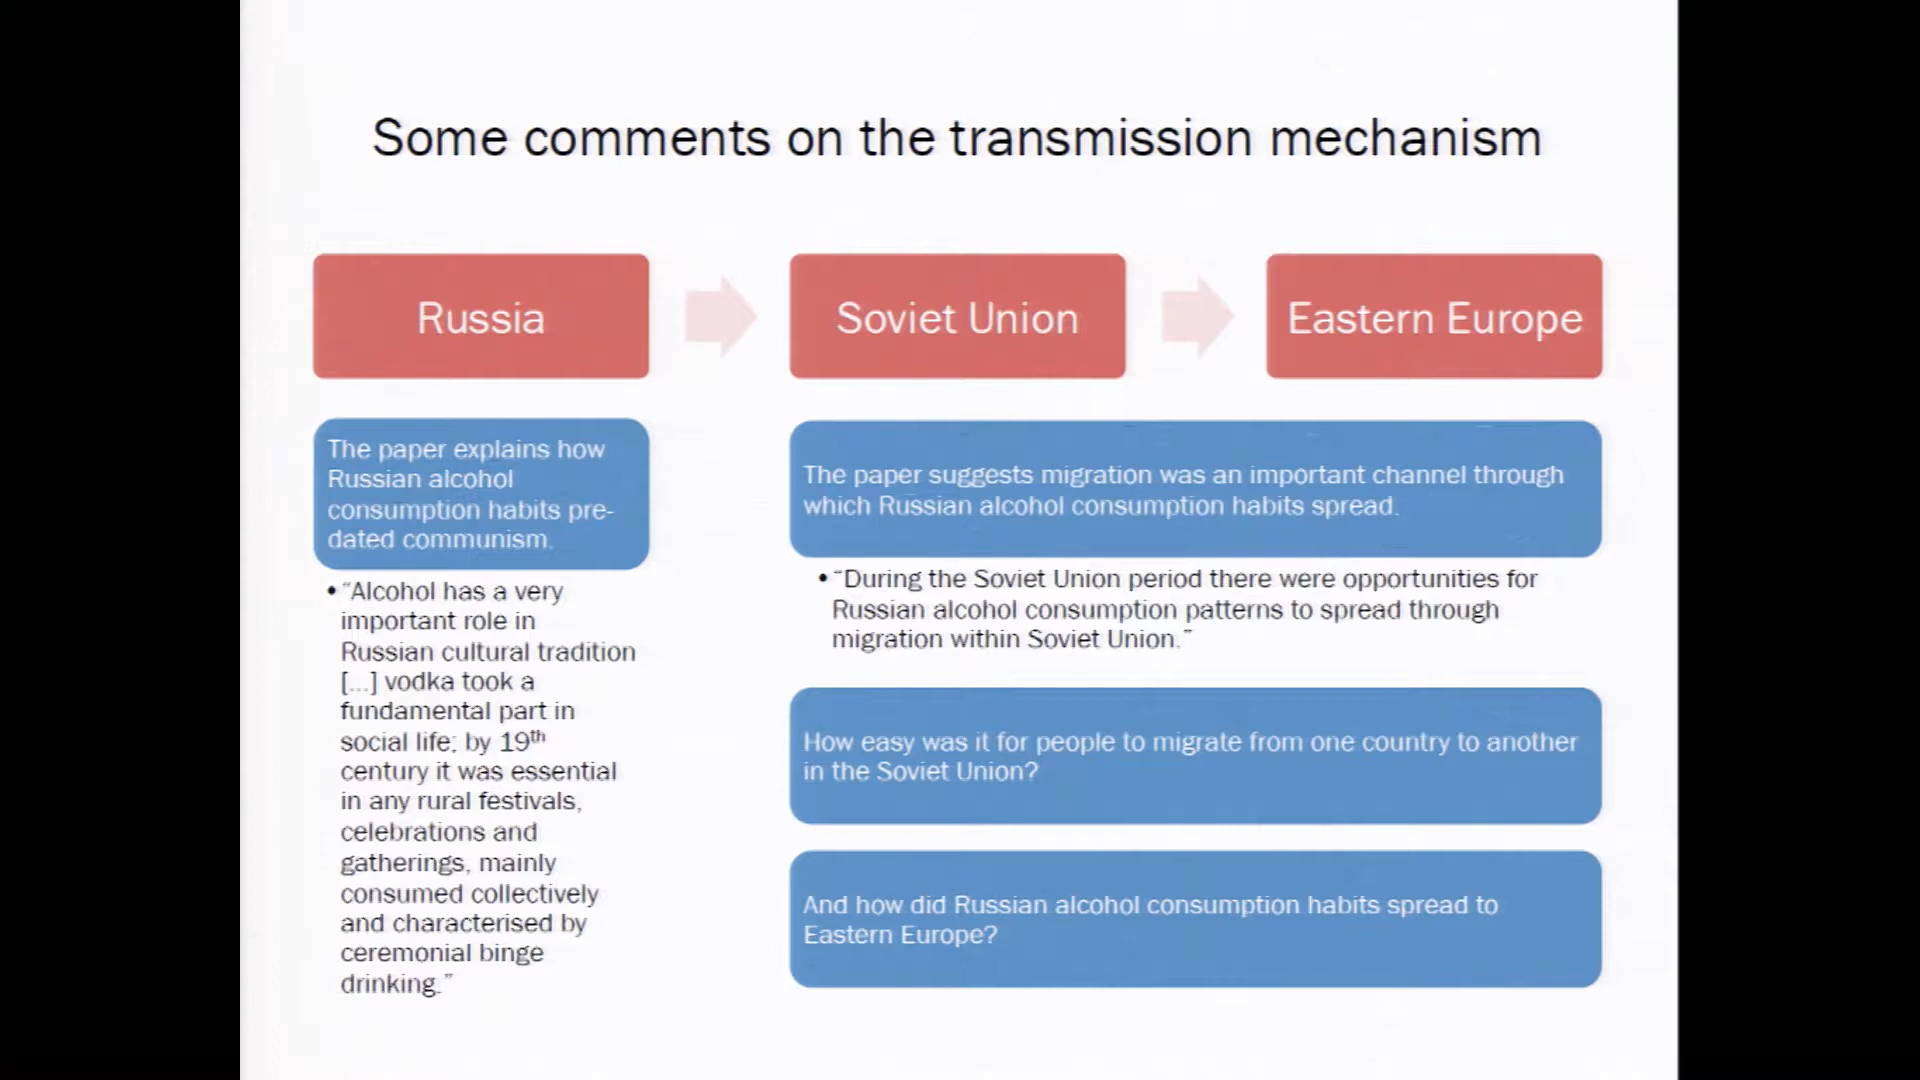 Some comments on the transmission mechanism
Russia
Soviet Union
Eastern Europe
The paper explains how
Russian alcohol
consumption habits pre-
dated communism.
• “Alcohol has a very
important role in
Russian cultural tradition
[...] vodka took a
fundamental part in
social life; by 19th
century it was essential
in any rural festivals,
celebrations and
gatherings, mainly
consumed collectively
and characterised by
ceremonial binge
drinking.”
The paper suggests migration was an important channel through
which Russian alcohol consumption habits spread.
• “During the Soviet Union period there were opportunities for
Russian alcohol consumption patterns to spread through
migration within Soviet Union.”
How easy was it for people to migrate from one country to another
in the Soviet Union?
And how did Russian alcohol consumption habits spread to
Eastern Europe?